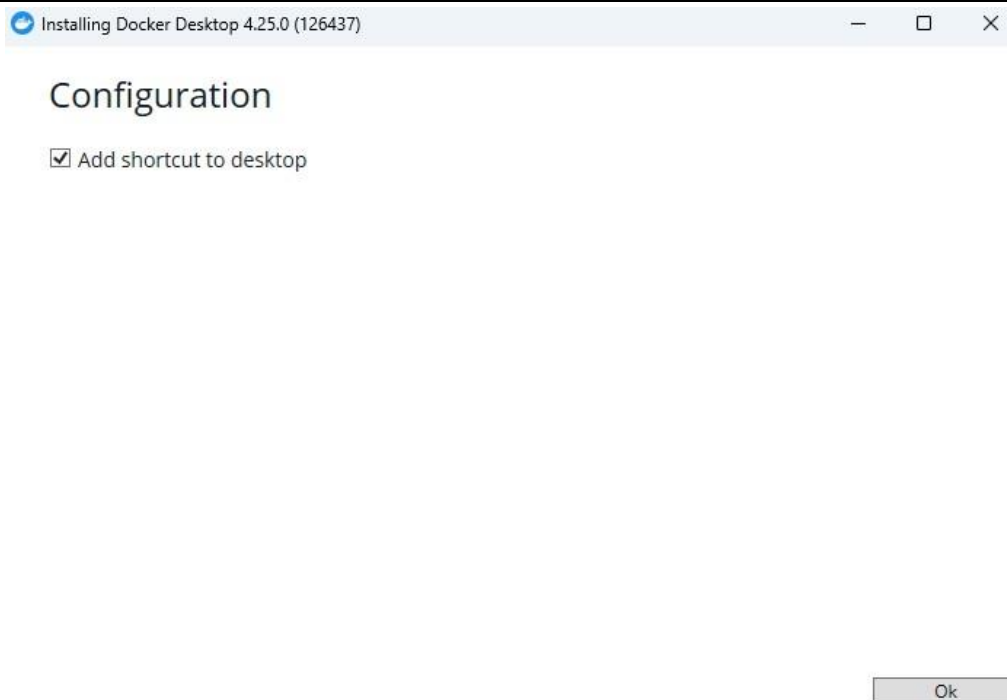 Installing Docker Desktop 4.25.0 (126437)
Configuration
Add shortcut to desktop
Ok